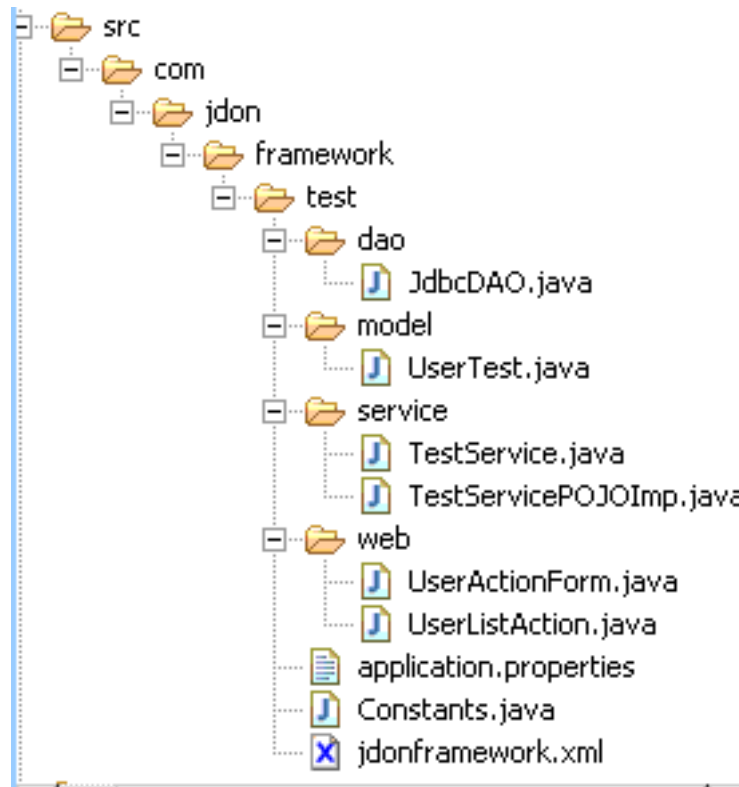 src
com
jdon
framework
test
dao
JdbcDAO.java
model
UserTest.java
service
TestService.java
TestServicePOJOImp.java
web
UserActionForm.java
UserListAction.java
application.properties
Constants.java
jdonframework.xml